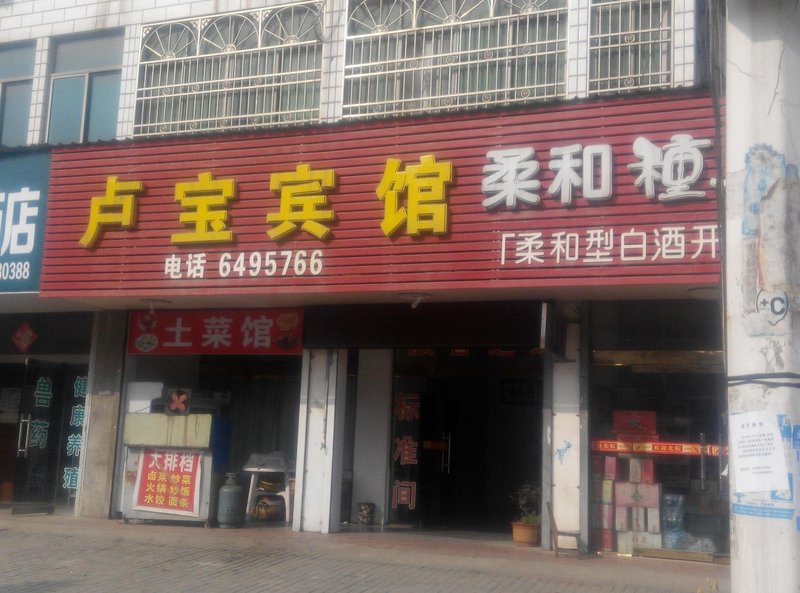 店
80388
卢宝宾馆
电话 6495766
柔和種
「柔和型白酒开
土菜馆
兽药
健康养殖
大排档
卤菜 炒菜
火锅 炒饭
水饺 面条
标准间
+C